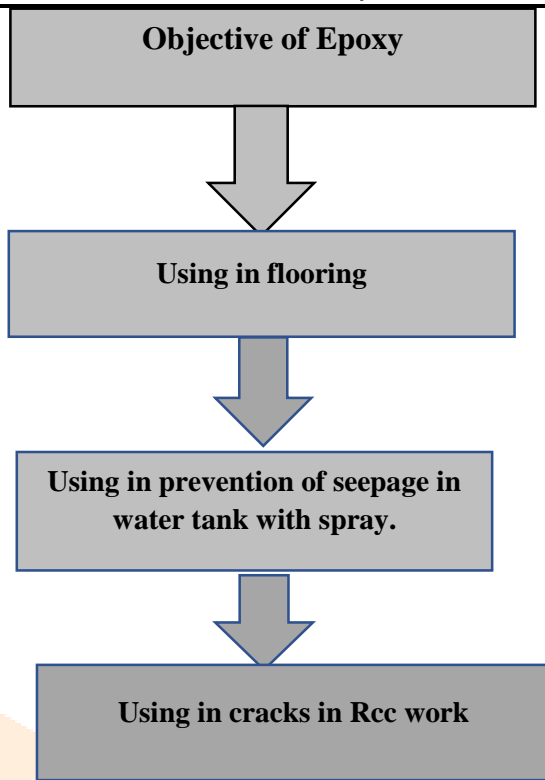 Objective of Epoxy
Using in flooring
Using in prevention of seepage in
water tank with spray.
Using in cracks in Rcc work